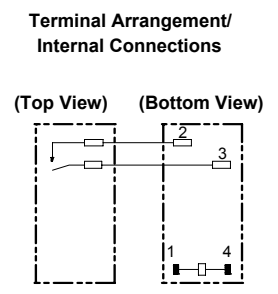 Terminal Arrangement/
Internal Connections
(Top View) (Bottom View)
2
3
1 4